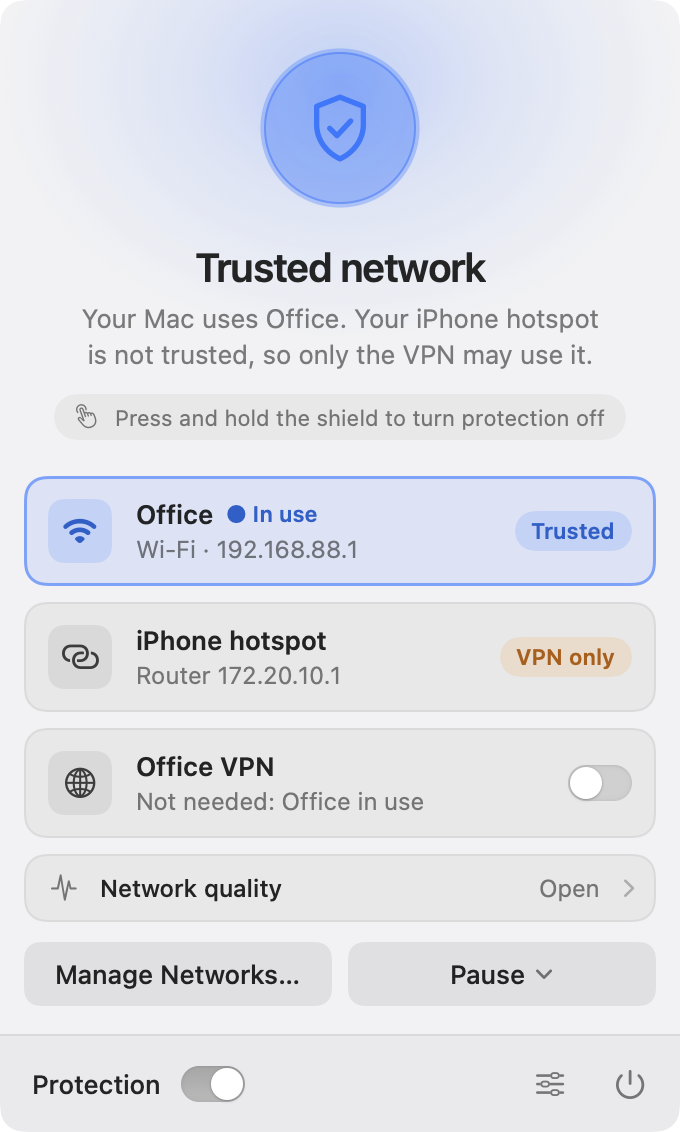 Trusted network
Your Mac uses Office. Your iPhone hotspot
is not trusted, so only the VPN may use it.
Press and hold the shield to turn protection off
Office In use
Wi-Fi · 192.168.88.1
Trusted
iPhone hotspot
Router 172.20.10.1
VPN only
Office VPN
Not needed: Office in use
Network quality Open
Manage Networks... Pause
Protection